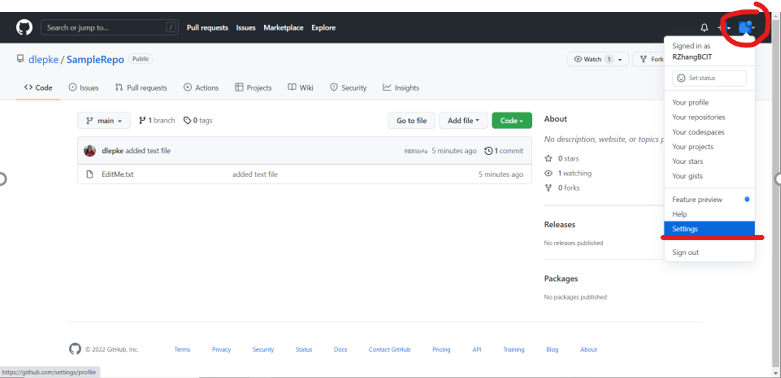 Search or jump to... /
Pull requests Issues Marketplace Explore
dlepke / SampleRepo Public
Watch 1
Fork
Code Issues Pull requests Actions Projects Wiki Security Insights
main 1 branch 0 tags
Go to file Add file Code
dlepke added text file
5 minutes ago 1 commit
EditMe.txt added text file 5 minutes ago
About
No description, website, or topics
0 stars
1 watching
0 forks
Releases
No releases published
Packages
No packages published
Signed in as
RZhangBCIT
Set status
Your profile
Your repositories
Your codespaces
Your projects
Your stars
Your gists
Feature preview
Help
Settings
Sign out
© 2022 GitHub, Inc. Terms Privacy Security Status Docs Contact GitHub Pricing API Training Blog About
https://github.com/settings/profile